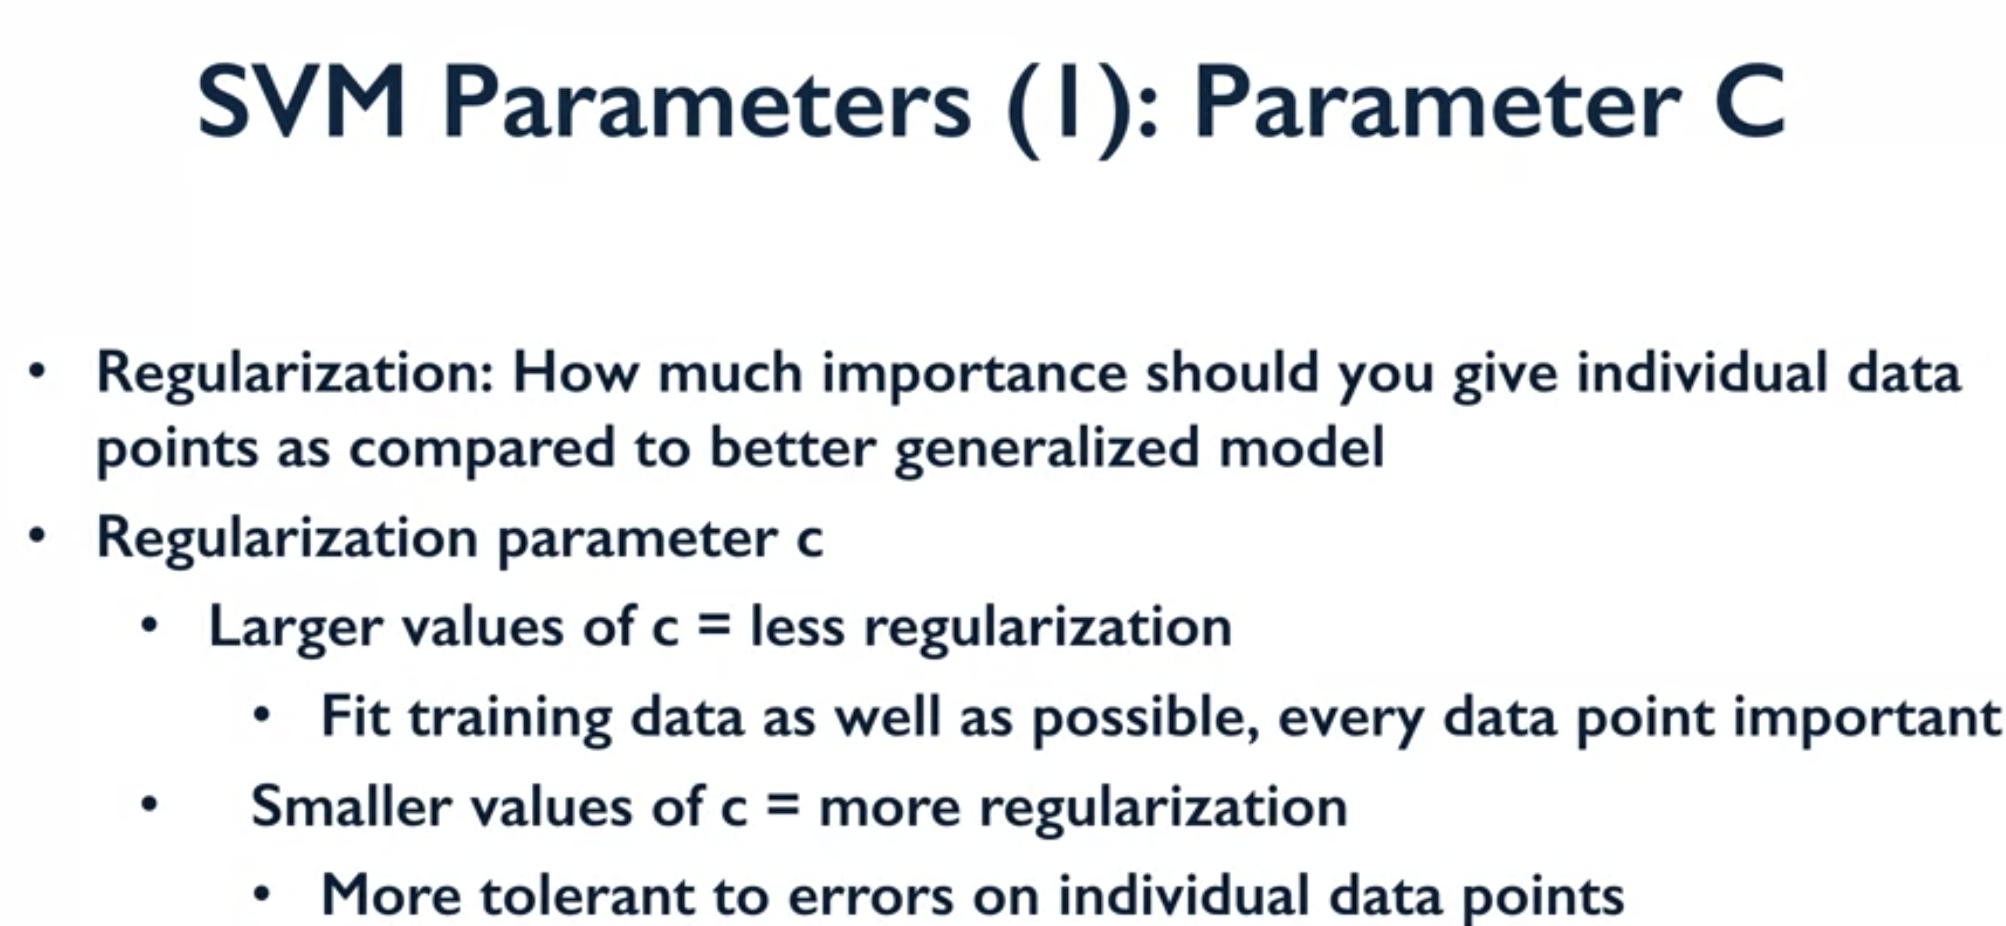 SVM Parameters (1): Parameter C
• Regularization: How much importance should you give individual data
points as compared to better generalized model
• Regularization parameter c
• Larger values of c = less regularization
• Fit training data as well as possible, every data point important
• Smaller values of c = more regularization
• More tolerant to errors on individual data points